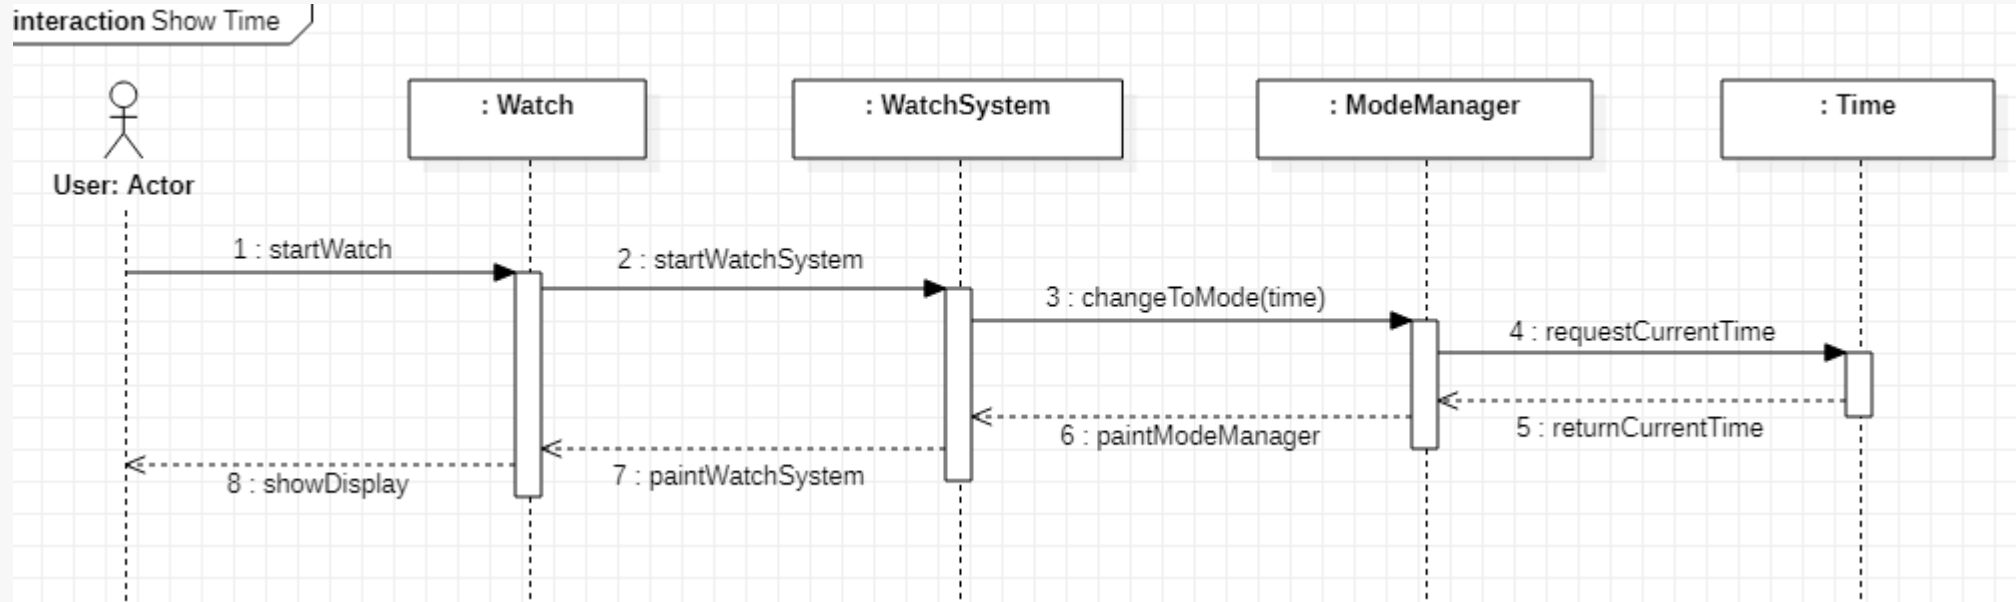 interaction Show Time
: Watch
: WatchSystem
: ModeManager
: Time
User: Actor
1 : startWatch
2 : startWatchSystem
3 : changeToMode(time)
4 : requestCurrentTime
5 : returnCurrentTime
6 : paintModeManager
7 : paintWatchSystem
8 : showDisplay